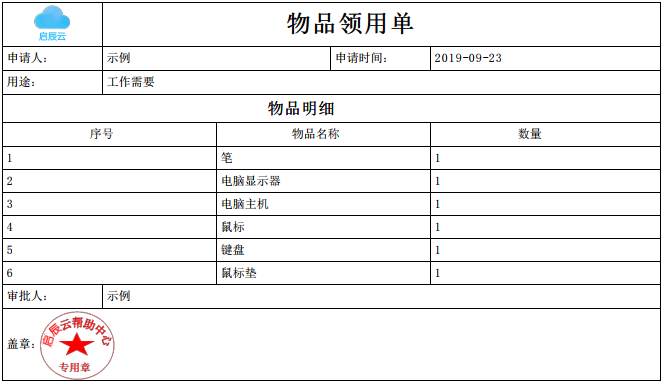 启辰云
物品领用单
申请人： 示例 申请时间： 2019-09-23
用途： 工作需要
物品明细
序号 物品名称 数量
1 笔 1
2 电脑显示器 1
3 电脑主机 1
4 鼠标 1
5 键盘 1
6 鼠标垫 1
审批人： 示例
盖章：
启辰云帮助中心
专用章